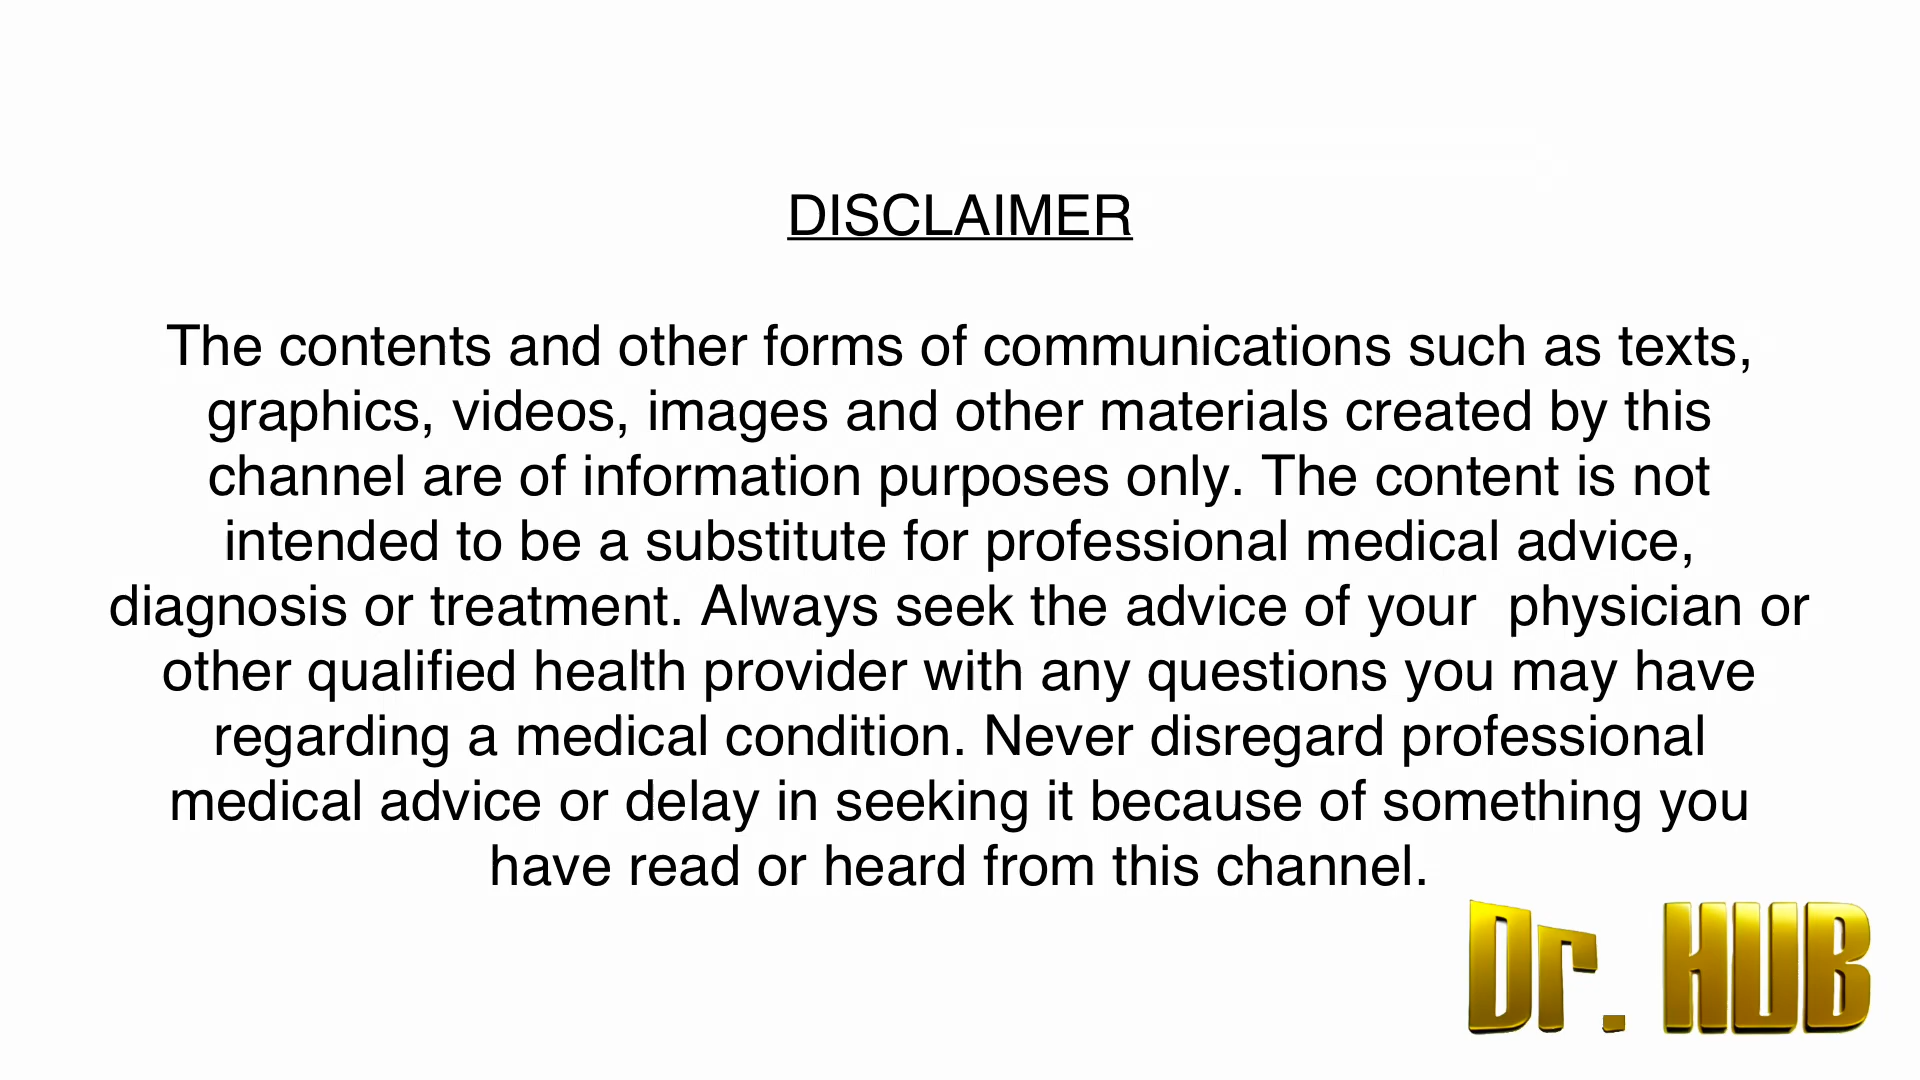 DISCLAIMER
The contents and other forms of communications such as texts,
graphics, videos, images and other materials created by this
channel are of information purposes only. The content is not
intended to be a substitute for professional medical advice,
diagnosis or treatment. Always seek the advice of your  physician or
other qualified health provider with any questions you may have
regarding a medical condition. Never disregard professional
medical advice or delay in seeking it because of something you
have read or heard from this channel.
Dr. HUB